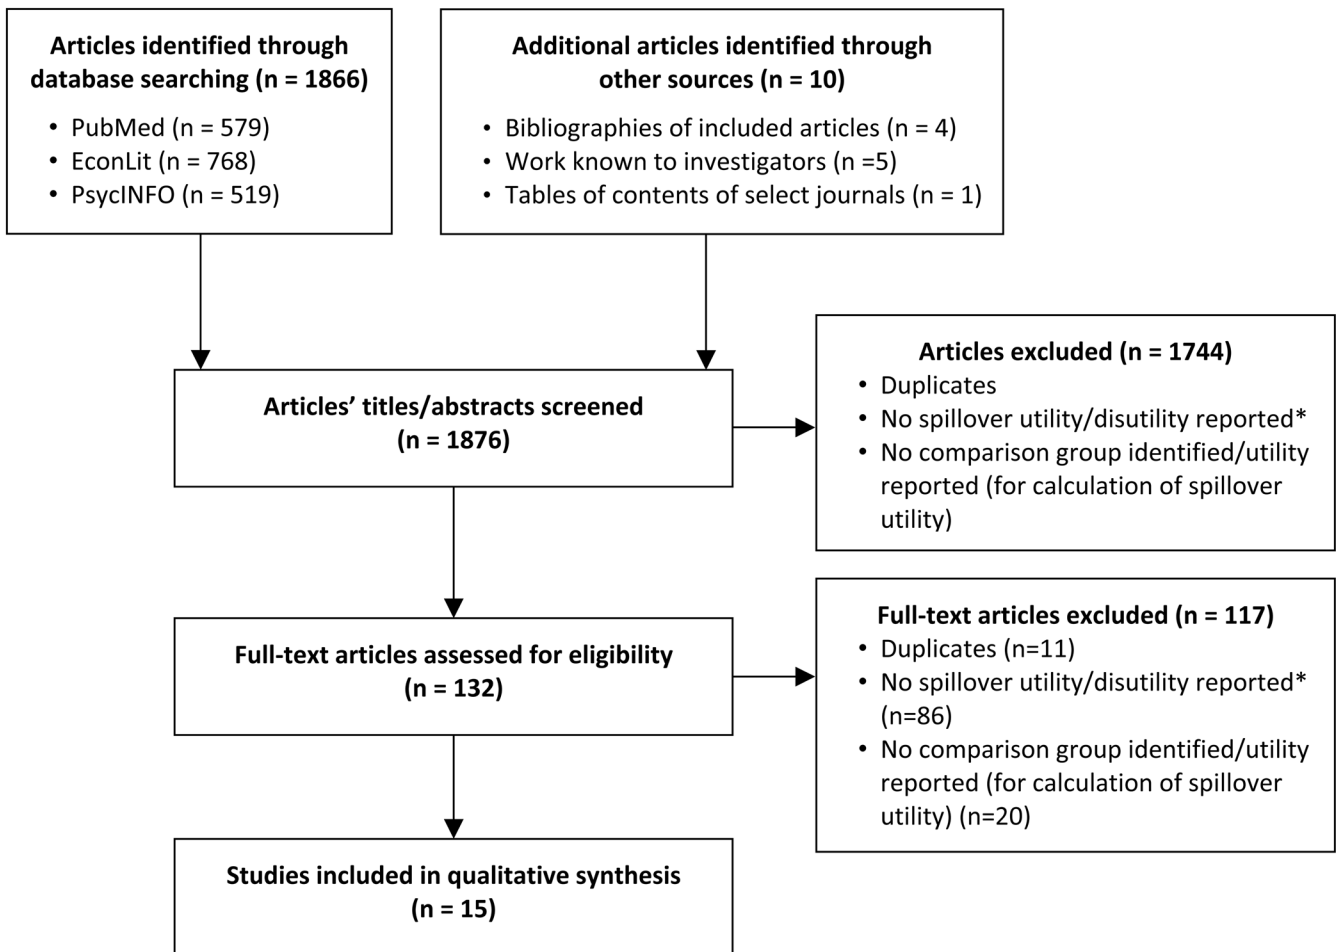 Articles identified through
database searching (n = 1866)
• PubMed (n = 579)
• EconLit (n = 768)
• PsycINFO (n = 519)
Additional articles identified through
other sources (n = 10)
• Bibliographies of included articles (n = 4)
• Work known to investigators (n =5)
• Tables of contents of select journals (n = 1)
Articles’ titles/abstracts screened
(n = 1876)
Articles excluded (n = 1744)
• Duplicates
• No spillover utility/disutility reported*
• No comparison group identified/utility
reported (for calculation of spillover
utility)
Full-text articles assessed for eligibility
(n = 132)
Full-text articles excluded (n = 117)
• Duplicates (n=11)
• No spillover utility/disutility reported*
(n=86)
• No comparison group identified/utility
reported (for calculation of spillover
utility) (n=20)
Studies included in qualitative synthesis
(n = 15)